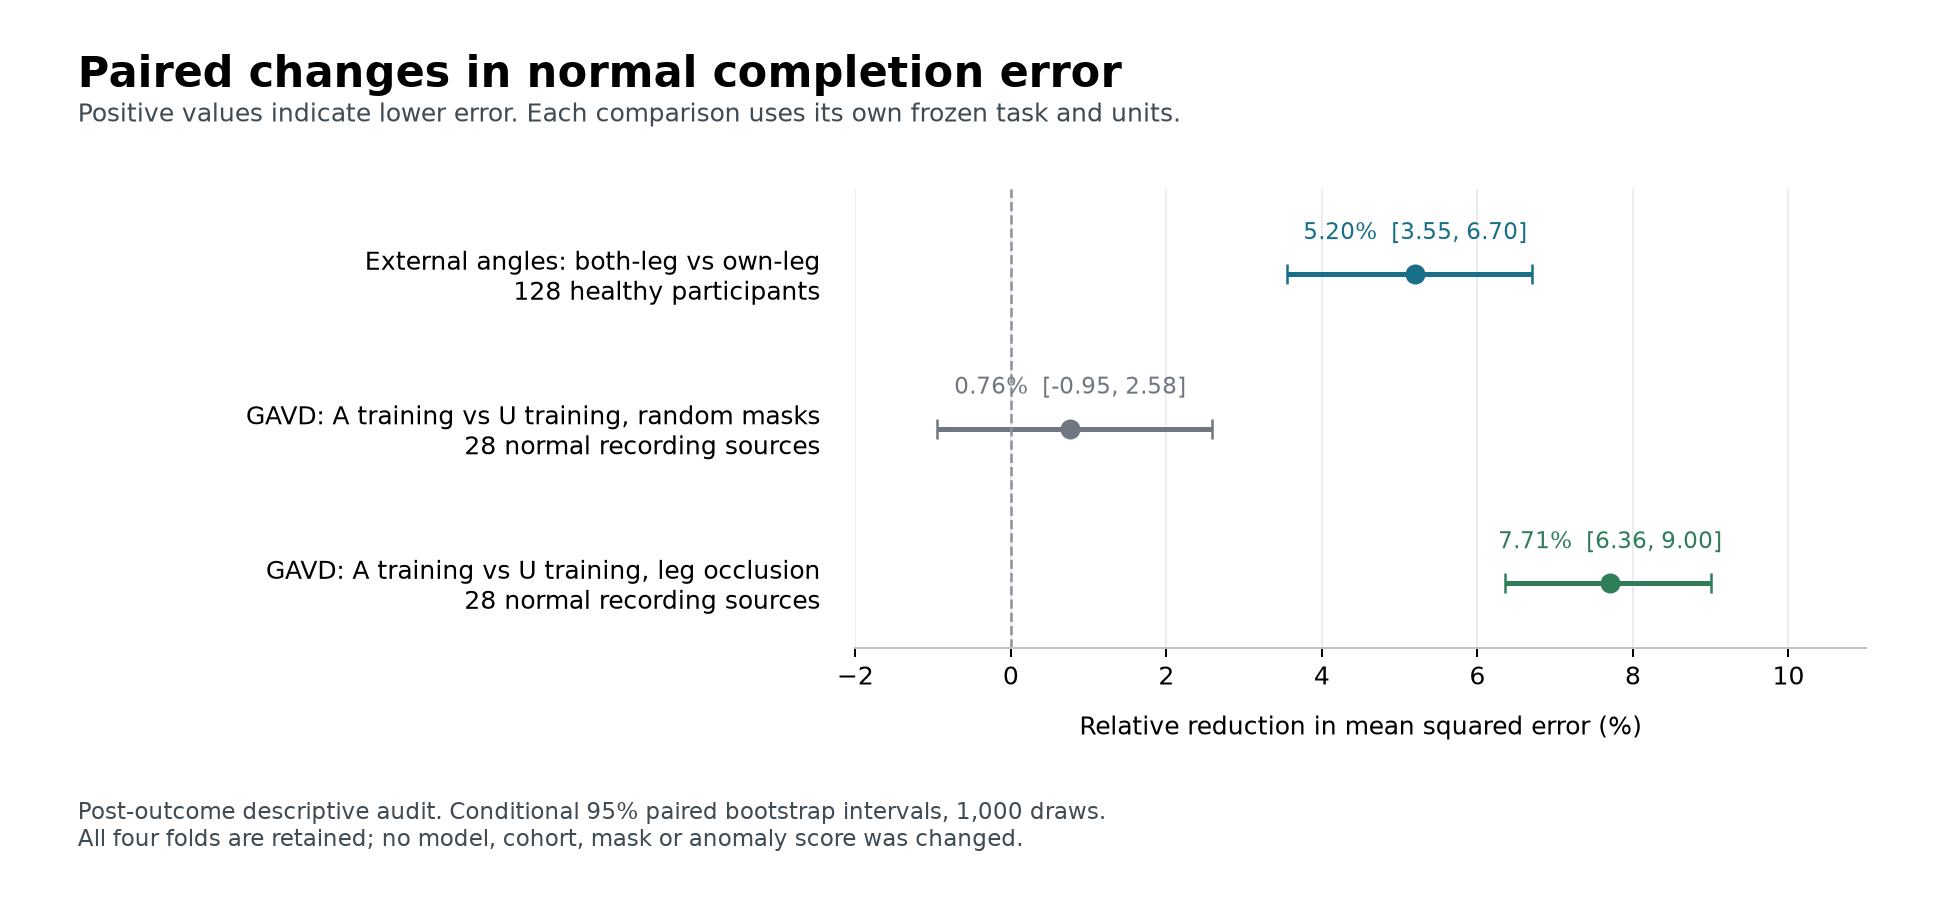 Paired changes in normal completion error
Positive values indicate lower error. Each comparison uses its own frozen task and units.
5.20% [3.55, 6.70]
External angles: both-leg vs own-leg
128 healthy participants
0.76% [-0.95, 2.58]
GAVD: A training vs U training, random masks
28 normal recording sources
7.71% [6.36, 9.00]
GAVD: A training vs U training, leg occlusion
28 normal recording sources
−2 0 2 4 6 8 10
Relative reduction in mean squared error (%)
Post-outcome descriptive audit. Conditional 95% paired bootstrap intervals, 1,000 draws.
All four folds are retained; no model, cohort, mask or anomaly score was changed.